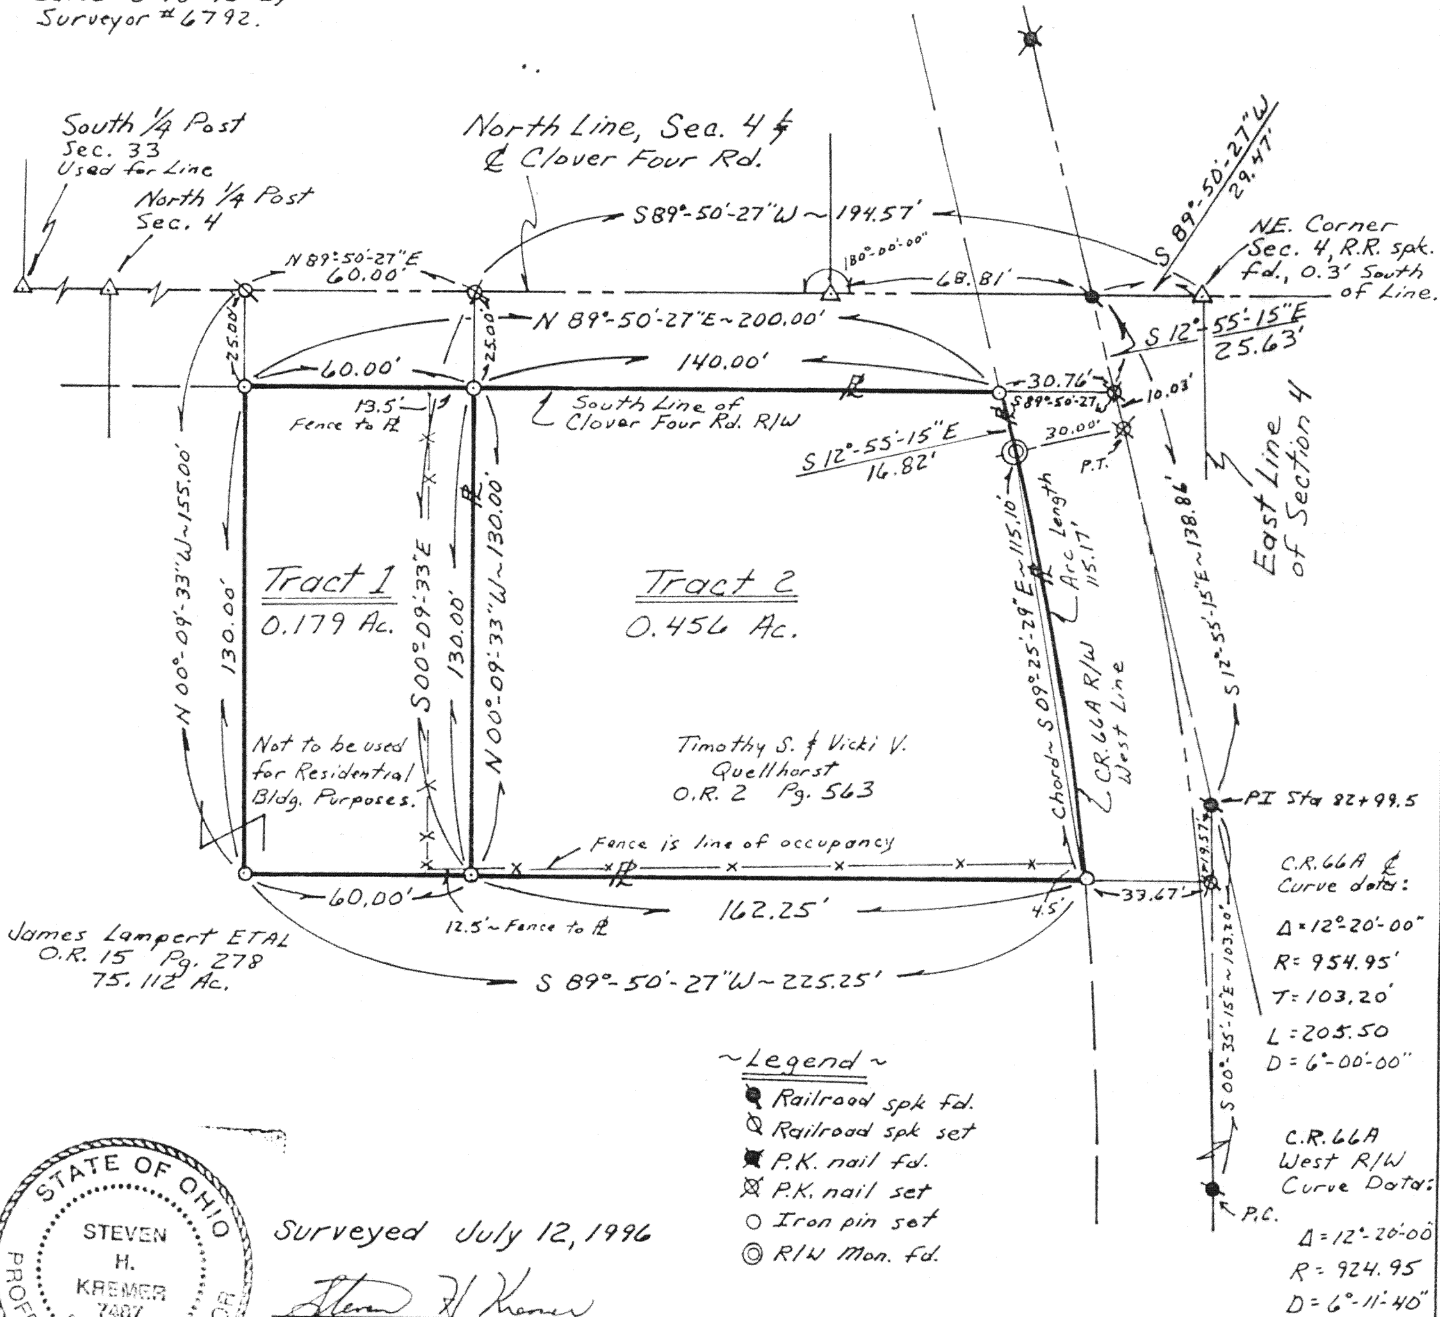 Surveyor #6792.
South 1/4 Post
Sec. 33
Used for Line
North 1/4 Post
Sec. 4
North Line, Sec. 4 &
℄ Clover Four Rd.
S 89°-50'-27"W
29.47'
NE. Corner
Sec. 4, R.R. spk.
fd., 0.3' South
of Line.
S89°-50'-27"W ~ 194.57'
180°-00'-00"
N 89°-50'-27"E
60.00'
68.81'
25.00'
25.00'
N 89°-50'-27"E ~ 200.00'
S 12°-55'-15"E
25.63'
60.00'
140.00'
30.76'
S 89°-50'-27"W
10.03'
13.5'
Fence to ℙL
South Line of
Clover Four Rd. R/W
PL
PL
S 12°-55'-15"E
16.82'
30.00'
P.T.
East Line
of Section 4
N 00°-09'-33"W ~ 155.00'
130.00'
S 00°-09'-33"E
130.00'
PL
N 00°-09'-33"W ~ 130.00'
Tract 1
0.179 Ac.
Tract 2
0.456 Ac.
Chord ~ S 09°-25'-29"E ~ 115.10'
PL
Arc Length
115.17'
C.R. 66A R/W
West Line
S 12°-55'-15"E ~ 138.86'
Not to be used
for Residential
Bldg. Purposes.
Timothy S. & Vicki V.
Quellhorst
O.R. 2 Pg. 563
PI Sta 82+99.5
19.57'
Fence is line of occupancy
PL
60.00'
162.25'
4.5'
33.67'
12.5' ~ Fence to PL
S 89°-50'-27"W ~ 225.25'
James Lampert ETAL
O.R. 15 Pg. 278
75.112 Ac.
S 00°-35'-15"E ~ 103.20'
C.R. 66A ℄
Curve data:
Δ = 12°-20'-00"
R = 954.95'
T = 103.20'
L = 205.50
D = 6°-00'-00"
C.R. 66A
West R/W
Curve Data:
P.C.
Δ = 12°-20'-00
R = 924.95
D = 6°-11'-40"
~ Legend ~
Railroad spk fd.
Railroad spk set
P.K. nail fd.
P.K. nail set
Iron pin set
R/W Mon. fd.
STATE OF OHIO
STEVEN
H.
KREMER
7407
Surveyed July 12, 1996
Steven H Kremer